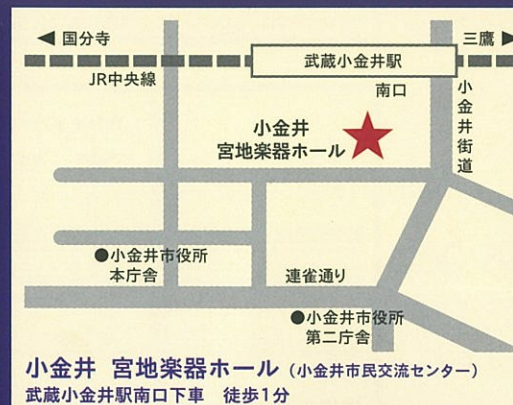 ◀ 国分寺
三鷹 ▶
武蔵小金井駅
JR中央線
南口
小金井街道
小金井
宮地楽器ホール
●小金井市役所
本庁舎
連雀通り
●小金井市役所
第二庁舎
小金井 宮地楽器ホール（小金井市民交流センター）
武蔵小金井駅南口下車 徒歩1分